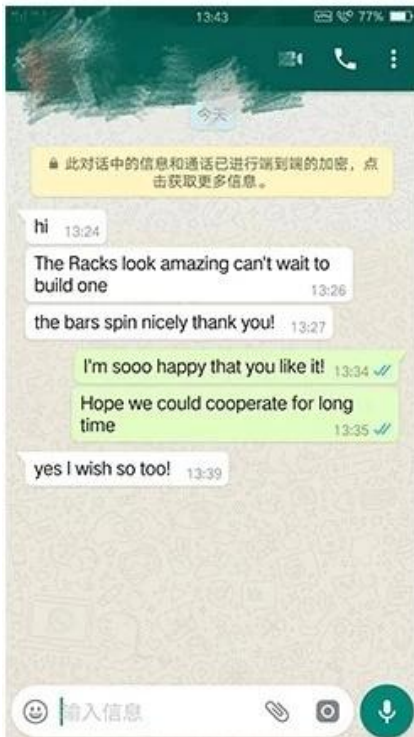 13:43
77%
今天
此对话中的信息和通话已进行端到端的加密，点
击获取更多信息。
hi 13:24
The Racks look amazing can't wait to
build one 13:26
the bars spin nicely thank you! 13:27
I'm sooo happy that you like it! 13:34
Hope we could cooperate for long
time 13:35
yes I wish so too! 13:39
输入信息